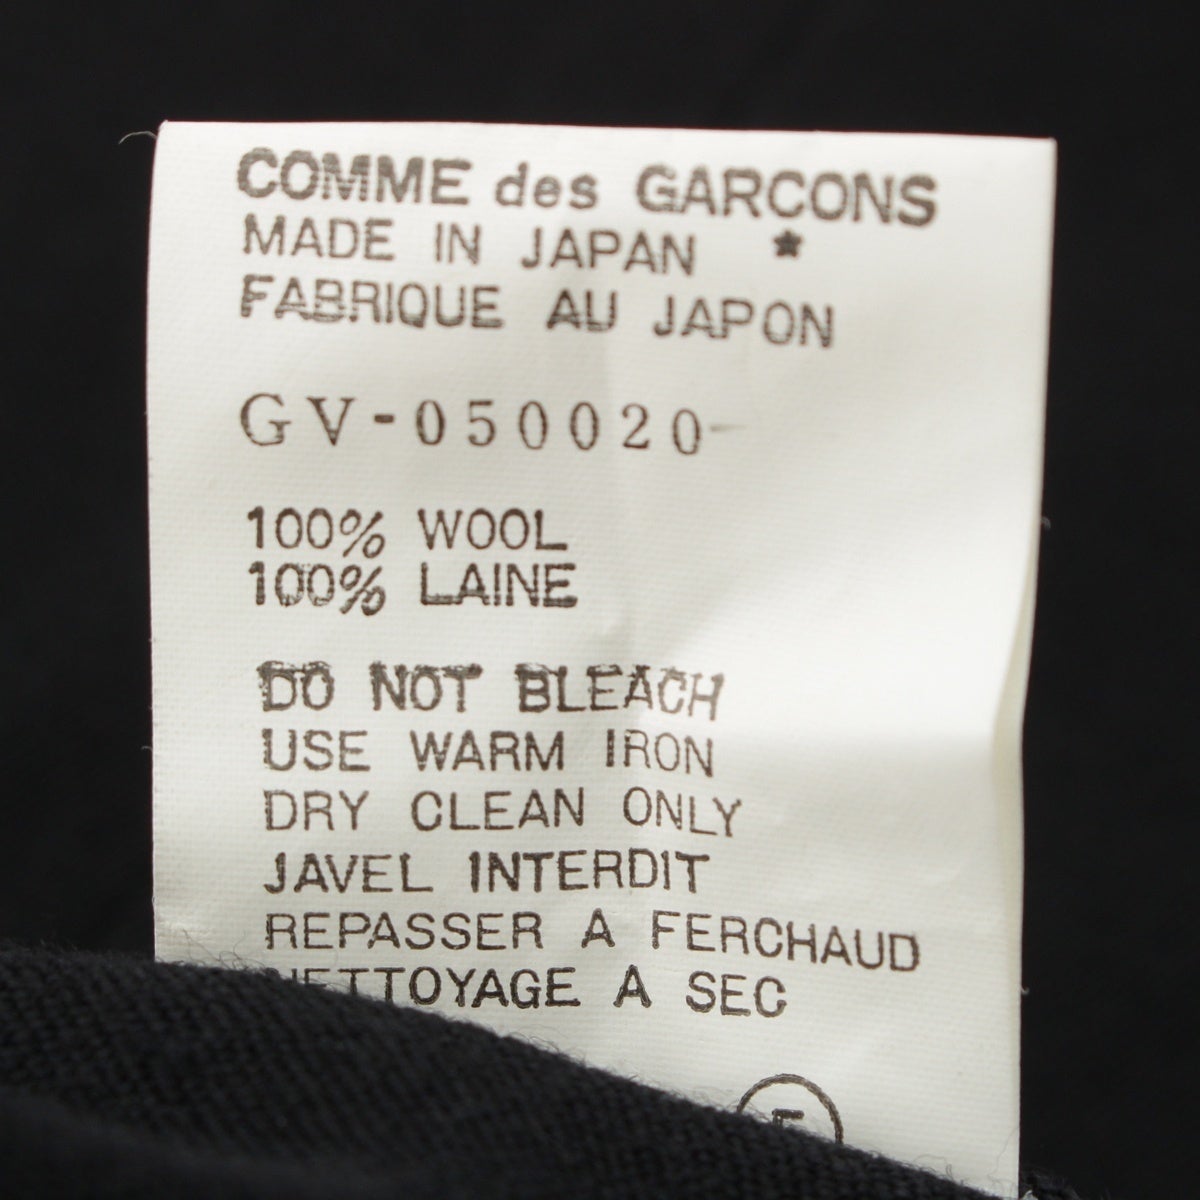 COMME des GARCONS
MADE IN JAPAN ★
FABRIQUE AU JAPON
GV-050020-
100% WOOL
100% LAINE
DO NOT BLEACH
USE WARM IRON
DRY CLEAN ONLY
JAVEL INTERDIT
REPASSER A FERCHAUD
NETTOYAGE A SEC